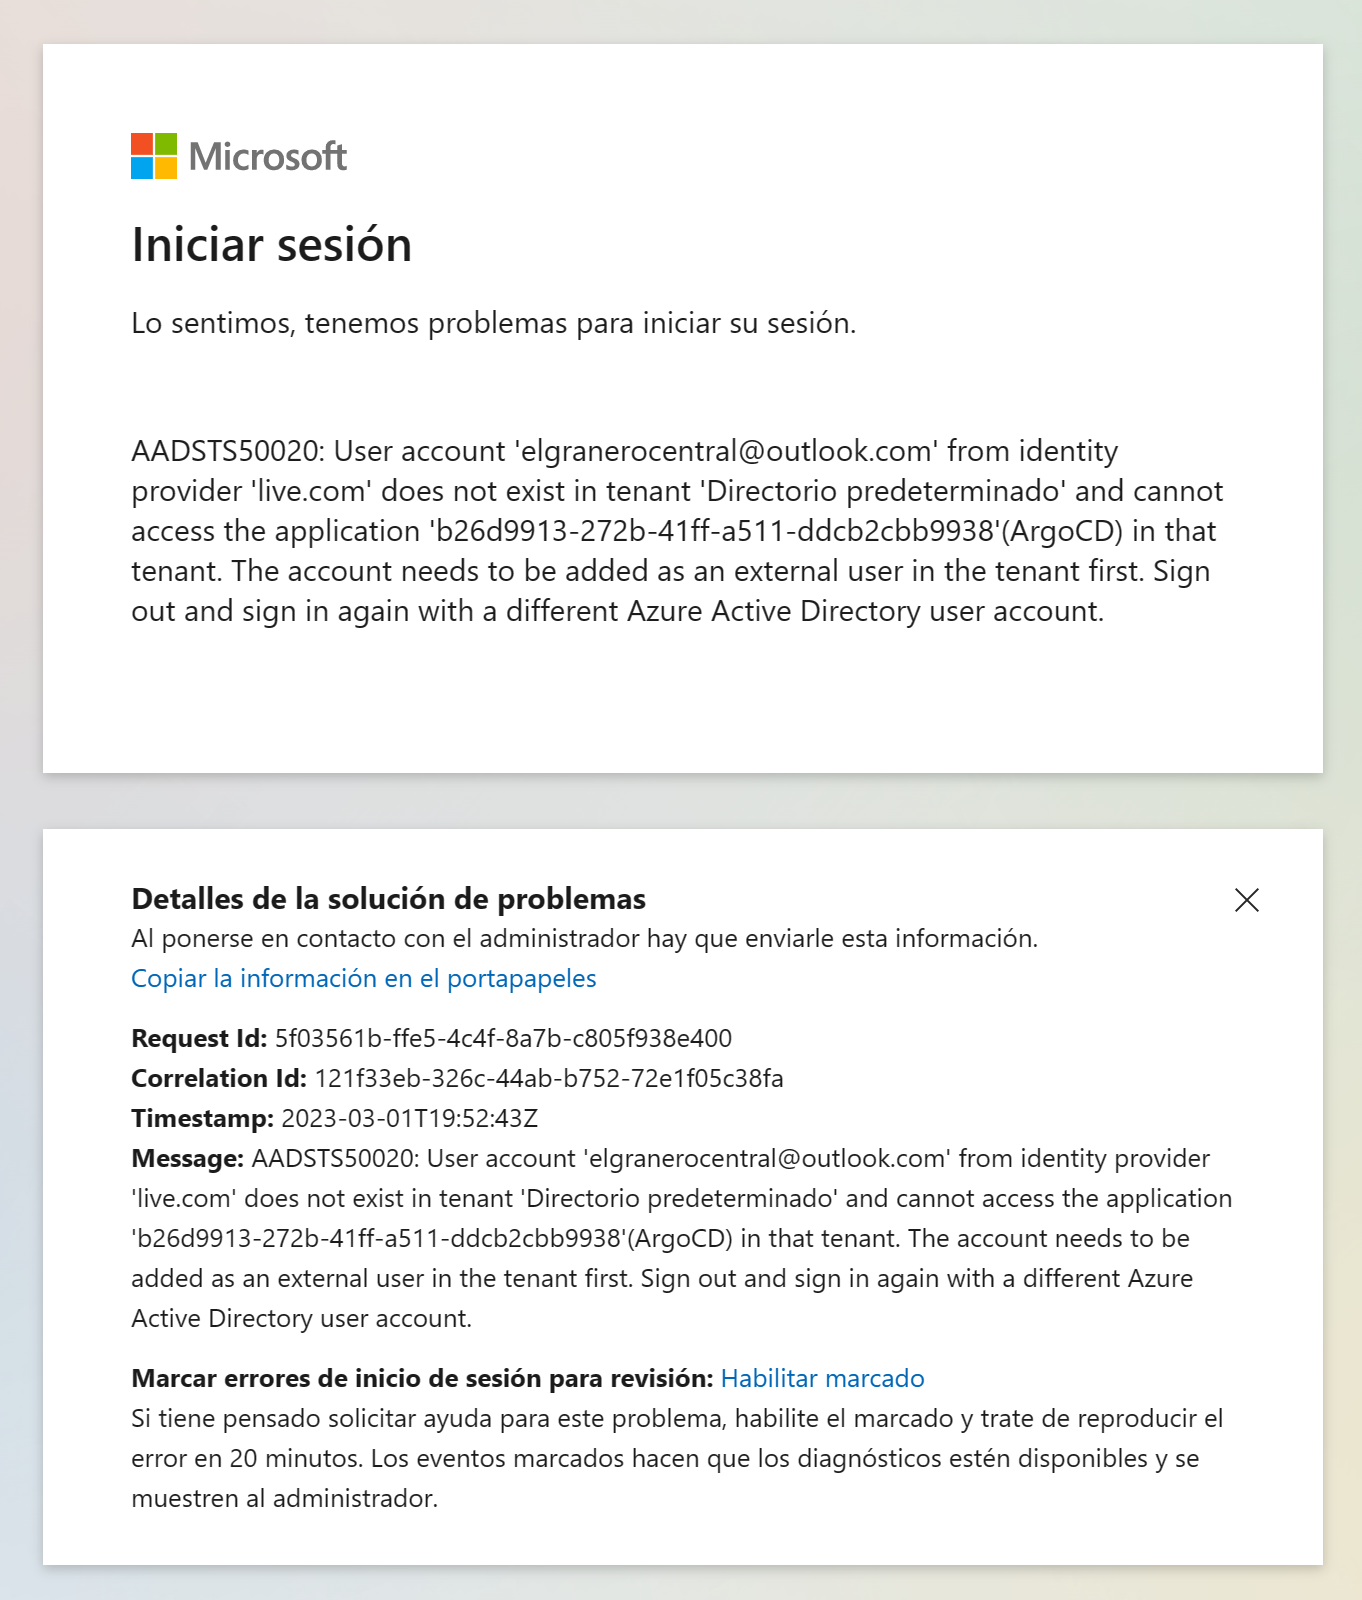 Microsoft
Iniciar sesión
Lo sentimos, tenemos problemas para iniciar su sesión.
AADSTS50020: User account 'elgranerocentral@outlook.com' from identity
provider 'live.com' does not exist in tenant 'Directorio predeterminado' and cannot
access the application 'b26d9913-272b-41ff-a511-ddcb2cbb9938'(ArgoCD) in that
tenant. The account needs to be added as an external user in the tenant first. Sign
out and sign in again with a different Azure Active Directory user account.
Detalles de la solución de problemas
Al ponerse en contacto con el administrador hay que enviarle esta información.
Copiar la información en el portapapeles
Request Id: 5f03561b-ffe5-4c4f-8a7b-c805f938e400
Correlation Id: 121f33eb-326c-44ab-b752-72e1f05c38fa
Timestamp: 2023-03-01T19:52:43Z
Message: AADSTS50020: User account 'elgranerocentral@outlook.com' from identity provider
'live.com' does not exist in tenant 'Directorio predeterminado' and cannot access the application
'b26d9913-272b-41ff-a511-ddcb2cbb9938'(ArgoCD) in that tenant. The account needs to be
added as an external user in the tenant first. Sign out and sign in again with a different Azure
Active Directory user account.
Marcar errores de inicio de sesión para revisión: Habilitar marcado
Si tiene pensado solicitar ayuda para este problema, habilite el marcado y trate de reproducir el
error en 20 minutos. Los eventos marcados hacen que los diagnósticos estén disponibles y se
muestren al administrador.